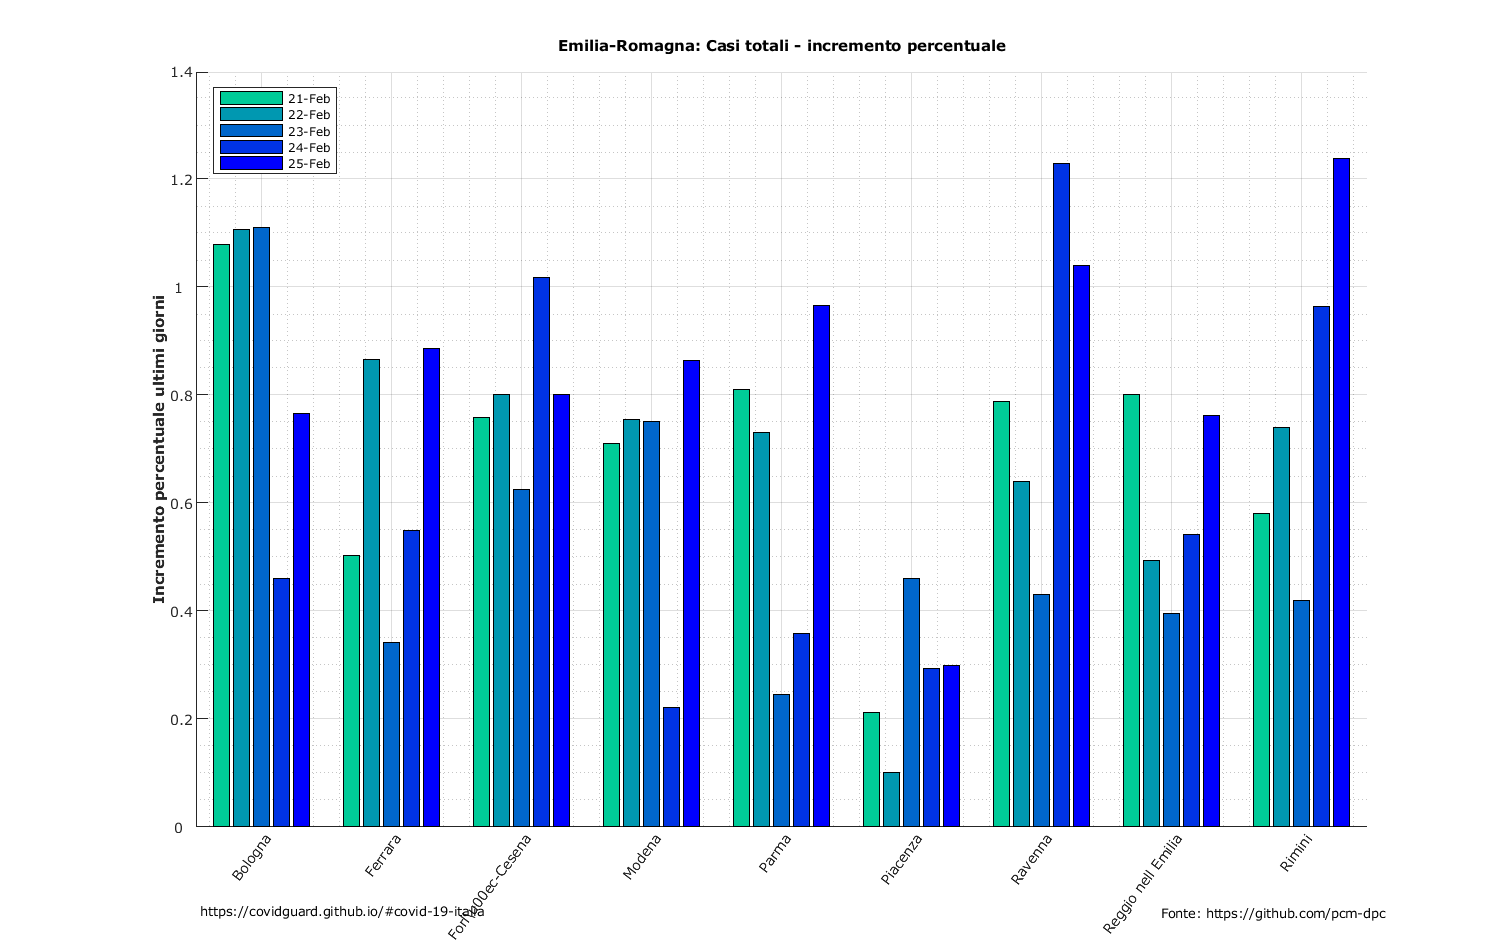 Emilia-Romagna: Casi totali - incremento percentuale
Incremento percentuale ultimi giorni
1.4
1.2
1
0.8
0.6
0.4
0.2
0
21-Feb
22-Feb
23-Feb
24-Feb
25-Feb
Bologna
Ferrara
Modena
Parma
Piacenza
Ravenna
Reggio nell Emilia
Rimini
https://covidguard.github.io/#covid-19-italia
Fonte: https://github.com/pcm-dpc